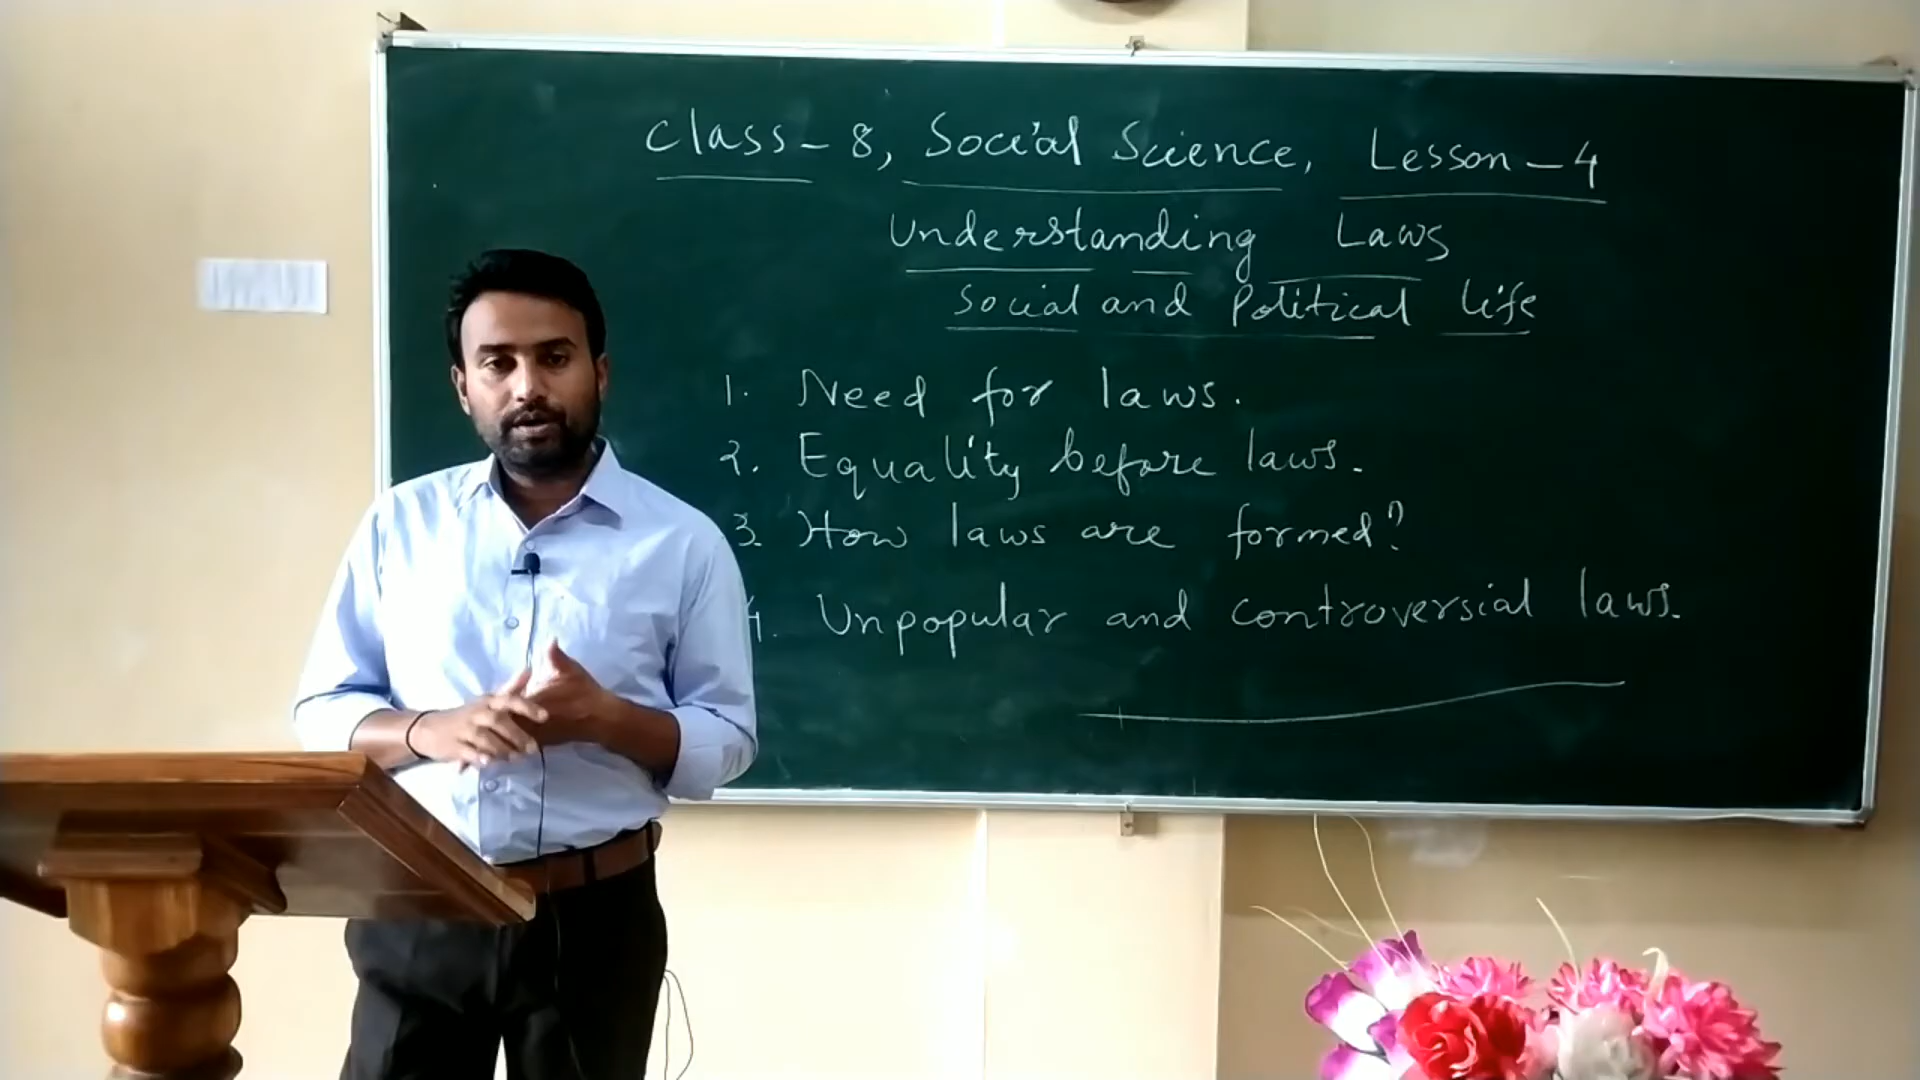 Class - 8, Social Science, Lesson - 4
Understanding Laws
Social and Political life
1. Need for laws.
2. Equality before laws.
3. How laws are formed?
4. Unpopular and controversial laws.